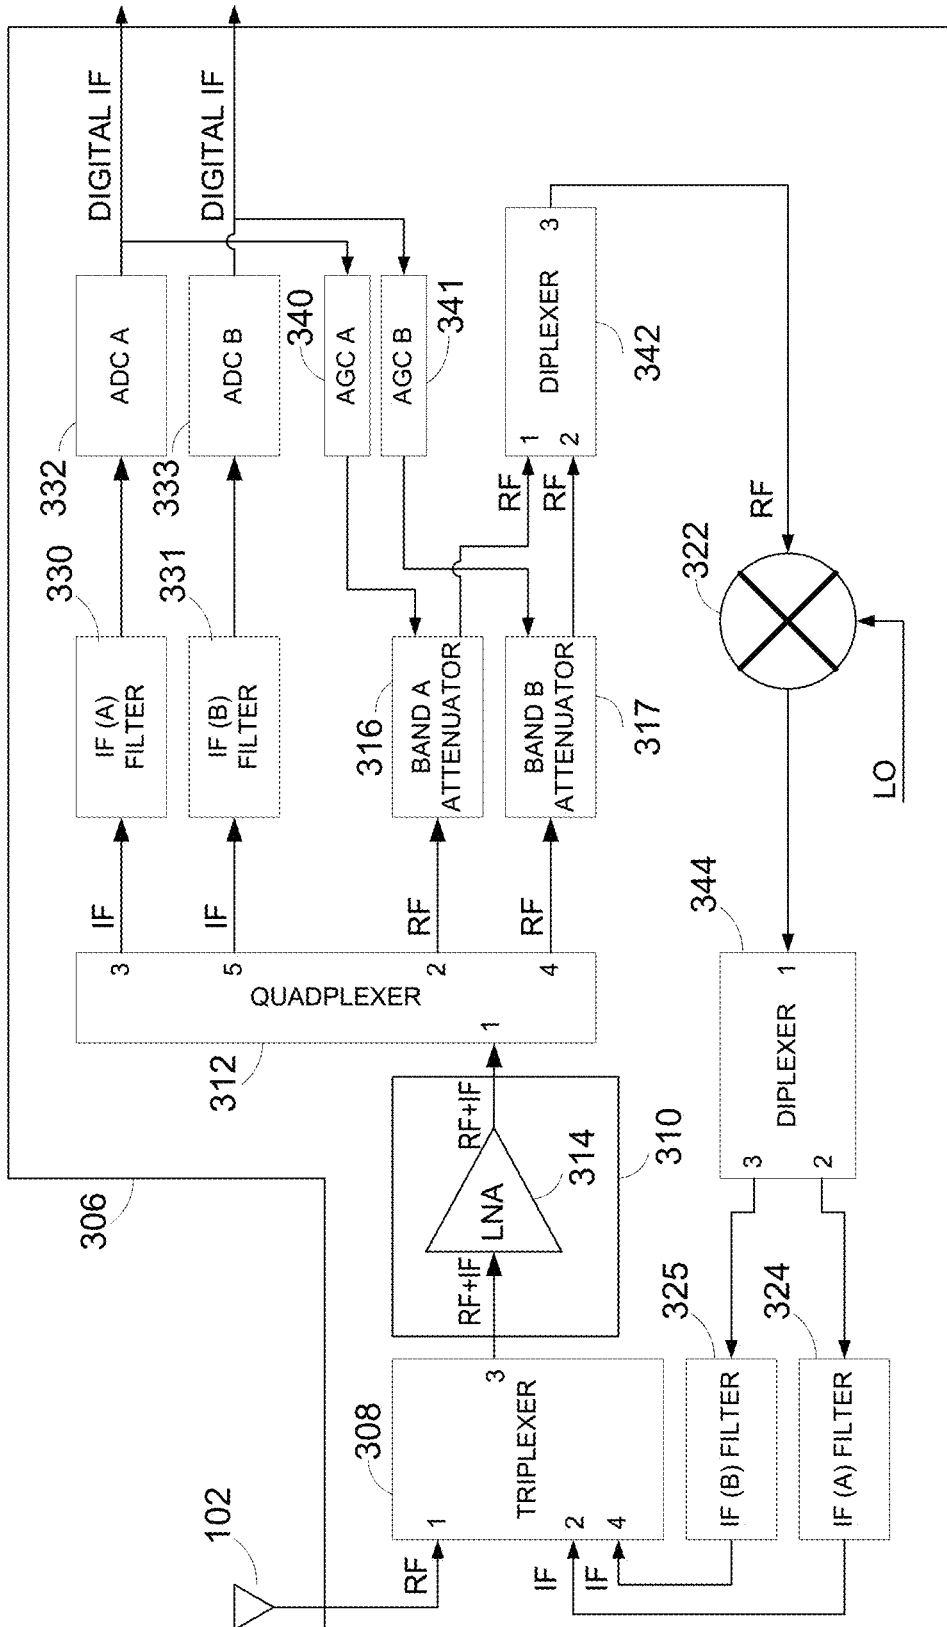 102
RF
1
308
TRIPLEXER
3
2
4
IF
IF
306
RF+IF
LNA
RF+IF
314
310
312
QUADPLEXER
1
3
5
2
4
IF
IF
RF
RF
IF (A)
FILTER
330
IF (B)
FILTER
331
316
BAND A
ATTENUATOR
BAND B
ATTENUATOR
317
332
ADC A
333
ADC B
340
AGC A
AGC B
341
DIGITAL IF
DIGITAL IF
RF
RF
1
2
DIPLEXER
3
342
RF
322
LO
344
1
DIPLEXER
3
2
325
IF (B) FILTER
324
IF (A) FILTER